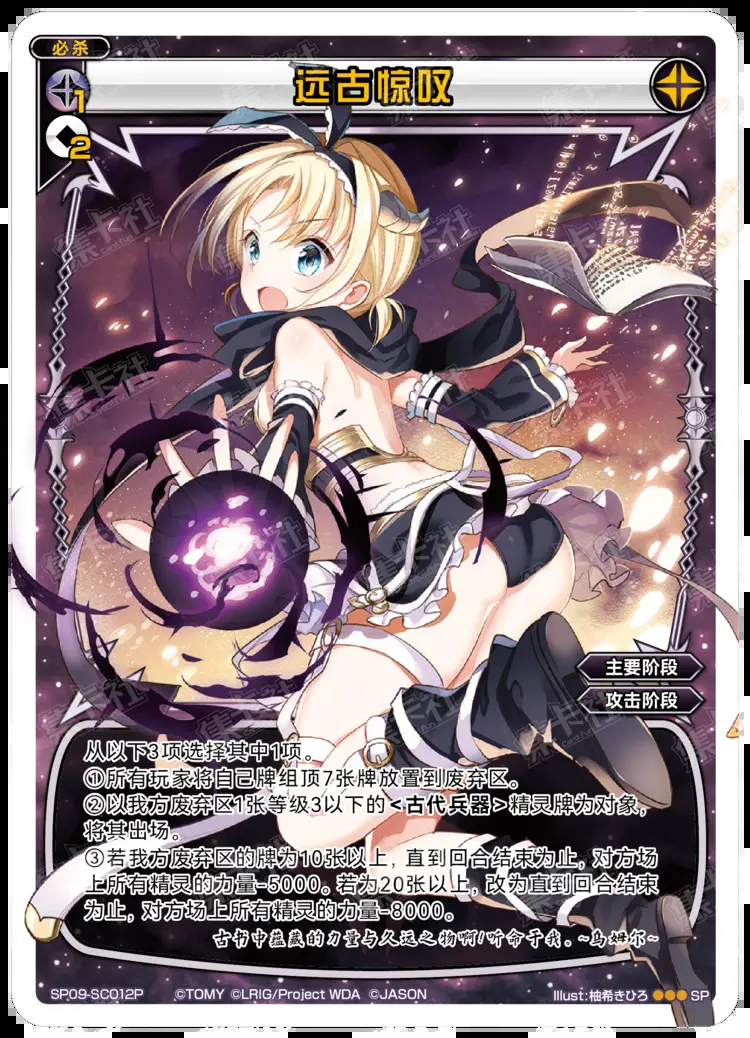 必杀
远古惊叹
1
2
主要阶段
攻击阶段
从以下3项选择其中1项。
①所有玩家将自己牌组顶7张牌放置到废弃区。
②以我方废弃区1张等级3以下的<古代兵器>精灵牌为对象，
将其出场。
③若我方废弃区的牌为10张以上，直到回合结束为止，对方场
上所有精灵的力量-5000。若为20张以上，改为直到回合结束
为止，对方场上所有精灵的力量-8000。
古书中蕴藏的力量与久远之物啊!听命于我。~乌姆尔~
SP09-SC012P ©TOMY ©LRIG/Project WDA ©JASON Illust:柚希きひろ SP
集卡社